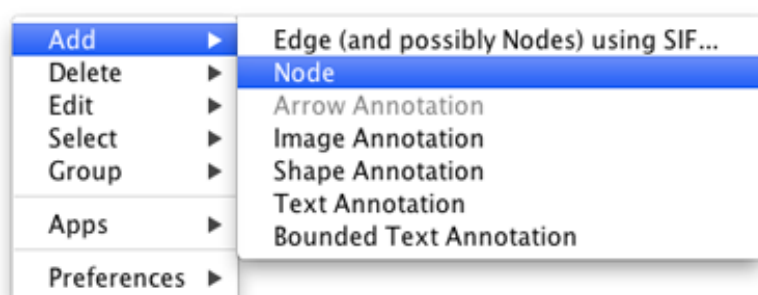 Add
Delete
Edit
Select
Group
Apps
Preferences
Edge (and possibly Nodes) using SIF...
Node
Arrow Annotation
Image Annotation
Shape Annotation
Text Annotation
Bounded Text Annotation